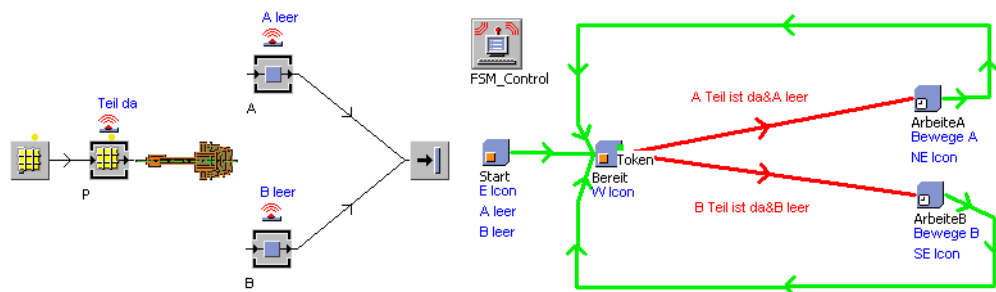 A leer
A
Teil da
P
B leer
B
FSM_Control
Start
E Icon
A leer
B leer
Token
Bereit
W Icon
A Teil ist da&A leer
B Teil ist da&B leer
ArbeiteA
Bewege A
NE Icon
ArbeiteB
Bewege B
SE Icon